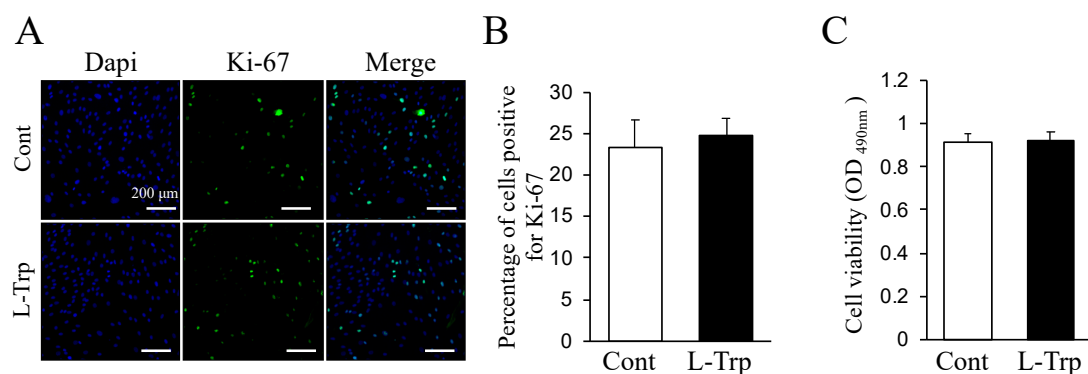 A
Dapi Ki-67 Merge
Cont
200 μm
L-Trp
B
Percentage of cells positive
for Ki-67
30
25
20
15
10
5
0
Cont L-Trp
C
Cell viability (OD 490nm )
1.2
1
0.8
0.6
0.4
0.2
0
Cont L-Trp